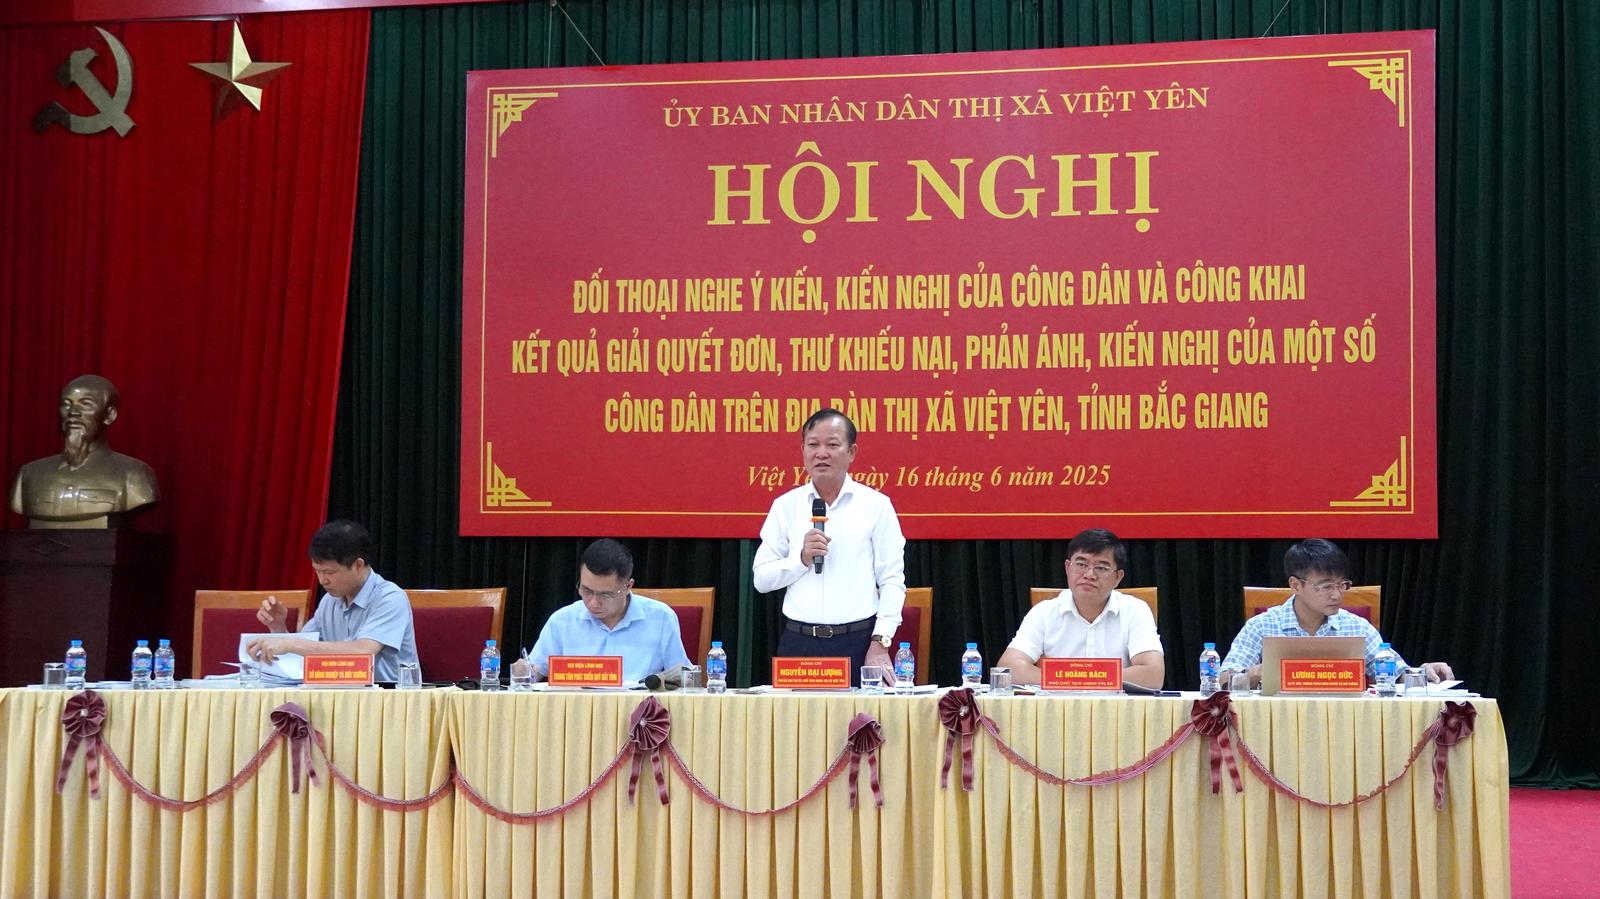 ỦY BAN NHÂN DÂN THỊ XÃ VIỆT YÊN
HỘI NGHỊ
ĐỐI THOẠI NGHE Ý KIẾN, KIẾN NGHỊ CỦA CÔNG DÂN VÀ CÔNG KHAI
KẾT QUẢ GIẢI QUYẾT ĐƠN, THƯ KHIẾU NẠI, PHẢN ÁNH, KIẾN NGHỊ CỦA MỘT SỐ
CÔNG DÂN TRÊN ĐỊA BÀN THỊ XÃ VIỆT YÊN, TỈNH BẮC GIANG
Việt Yê ngày 16 tháng 6 năm 2025
ĐẠI DIỆN LÃNH ĐẠO
SỞ NÔNG NGHIỆP VÀ MÔI TRƯỜNG
ĐẠI DIỆN LÃNH ĐẠO
TRUNG TÂM PHÁT TRIỂN QUỸ ĐẤT TỈNH
ĐỒNG CHÍ
NGUYỄN ĐẠI LƯỢNG
ĐỒNG CHÍ
LÊ HOÀNG BÁCH
PHÓ CHỦ TỊCH UBND THỊ XÃ
ĐỒNG CHÍ
LƯƠNG NGỌC ĐỨC